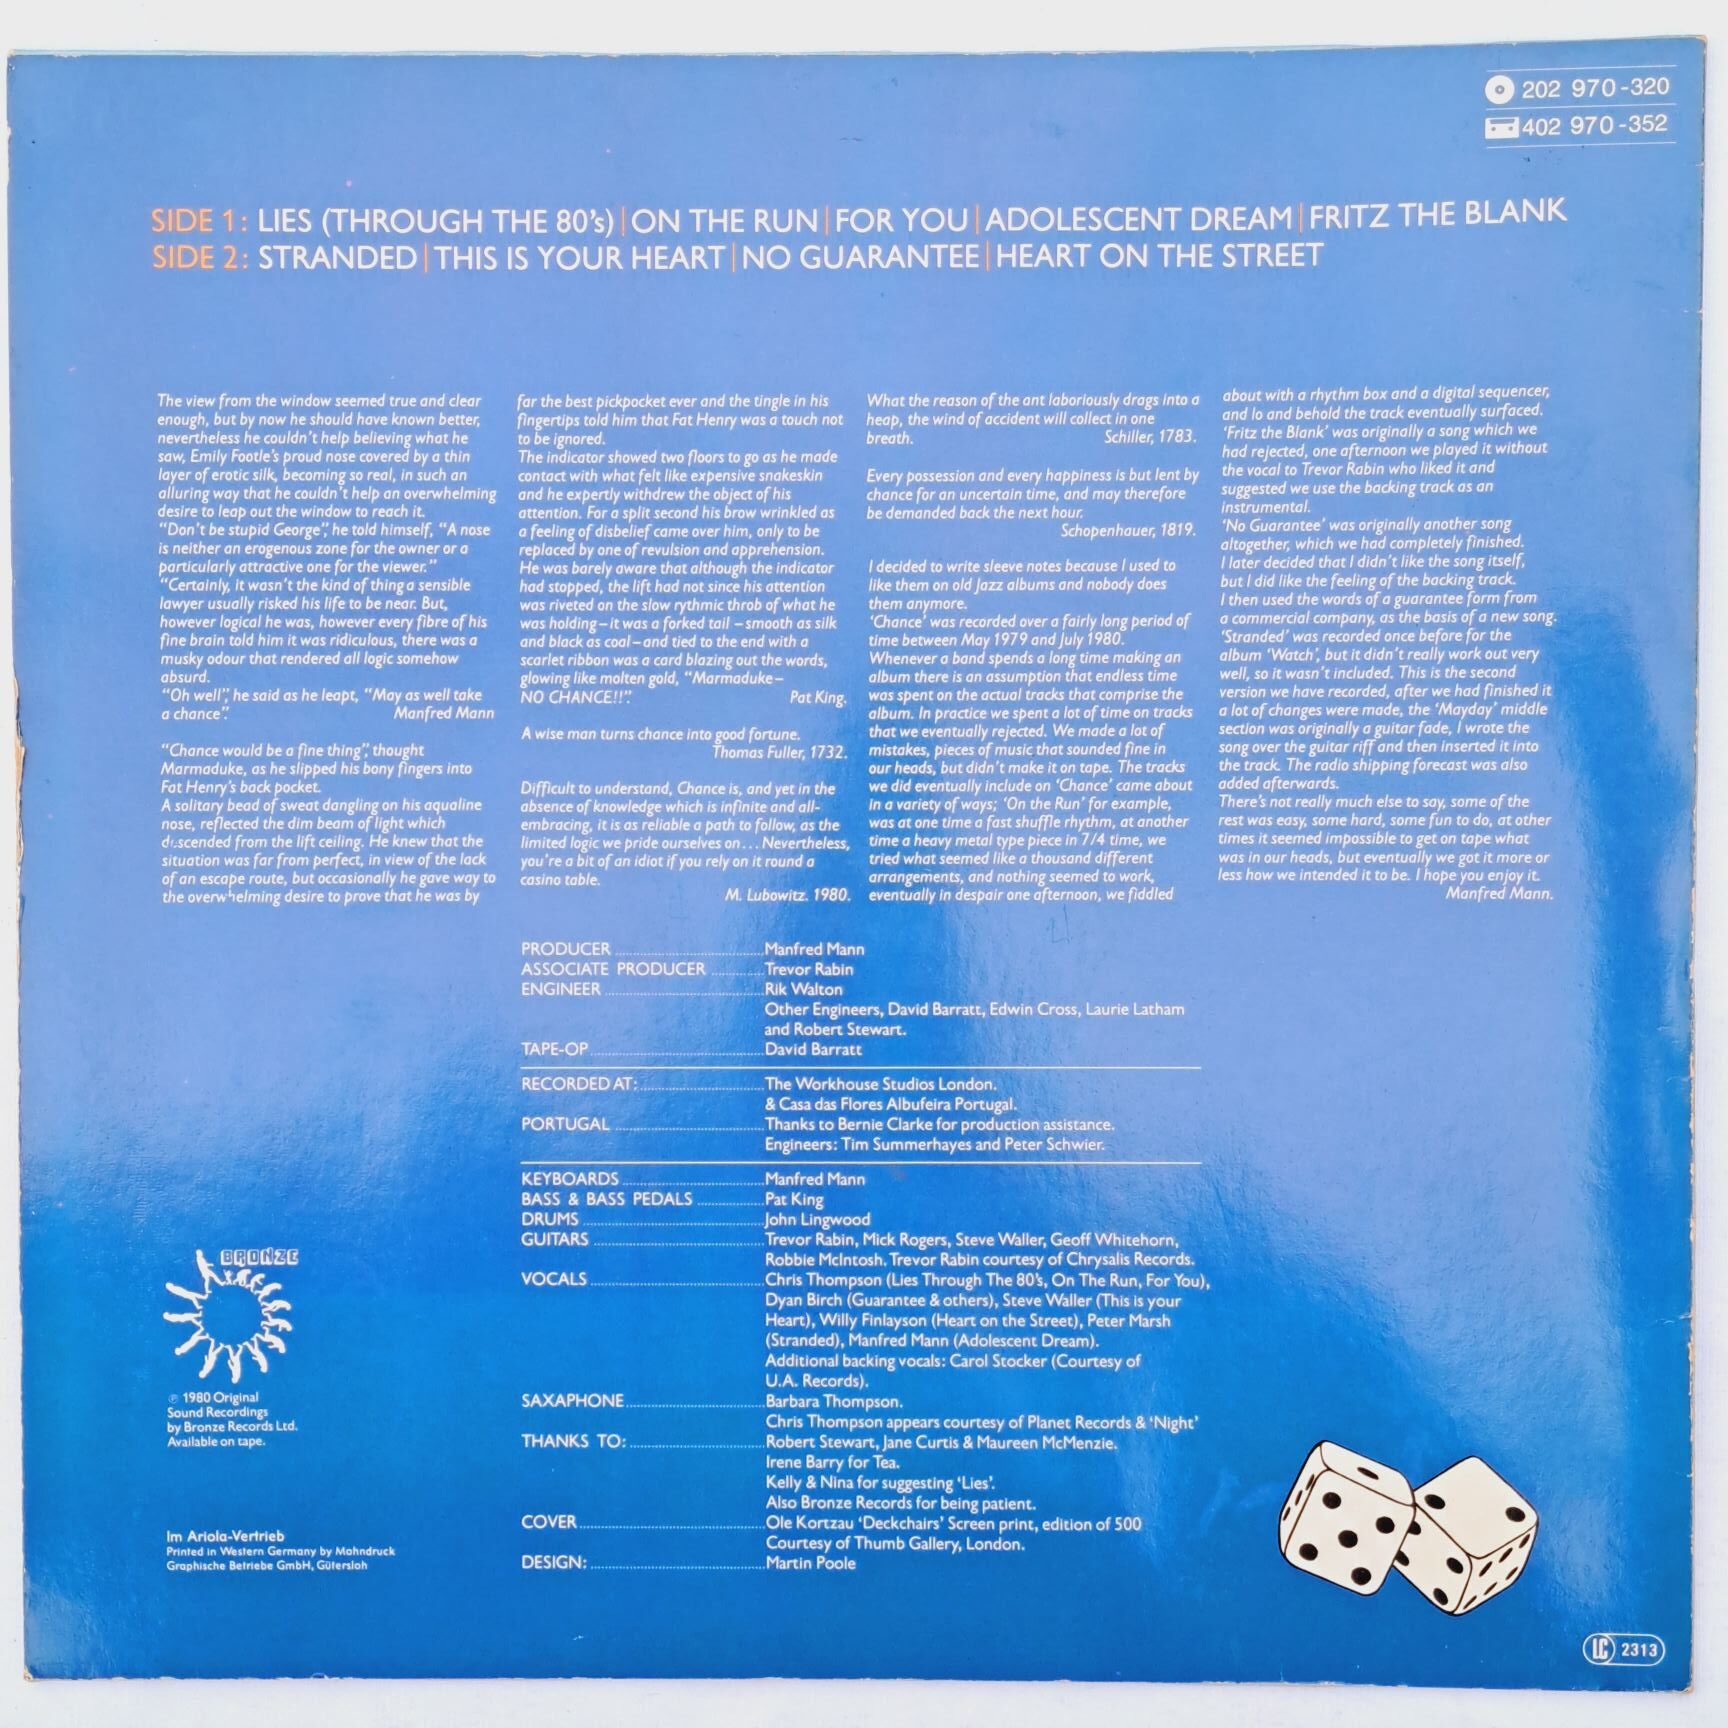 202 970-320
402 970-352
SIDE 1: LIES (THROUGH THE 80's)|ON THE RUN|FOR YOU|ADOLESCENT DREAM|FRITZ THE BLANK
SIDE 2: STRANDED|THIS IS YOUR HEART|NO GUARANTEE|HEART ON THE STREET
The view from the window seemed true and clear
enough, but by now he should have known better,
nevertheless he couldn't help believing what he
saw, Emily Footle's proud nose covered by a thin
layer of erotic silk, becoming so real, in such an
alluring way that he couldn't help an overwhelming
desire to leap out the window to reach it.
"Don't be stupid George", he told himself, "A nose
is neither an erogenous zone for the owner or a
particularly attractive one for the viewer."
"Certainly, it wasn't the kind of thing a sensible
lawyer usually risked his life to be near. But,
however logical he was, however every fibre of his
fine brain told him it was ridiculous, there was a
musky odour that rendered all logic somehow
absurd.
"Oh well", he said as he leapt, "May as well take
a chance". Manfred Mann
"Chance would be a fine thing", thought
Marmaduke, as he slipped his bony fingers into
Fat Henry's back pocket.
A solitary bead of sweat dangling on his aqualine
nose, reflected the dim beam of light which
descended from the lift ceiling. He knew that the
situation was far from perfect, in view of the lack
of an escape route, but occasionally he gave way to
the overwhelming desire to prove that he was by
far the best pickpocket ever and the tingle in his
fingertips told him that Fat Henry was a touch not
to be ignored.
The indicator showed two floors to go as he made
contact with what felt like expensive snakeskin
and he expertly withdrew the object of his
attention. For a split second his brow wrinkled as
a feeling of disbelief came over him, only to be
replaced by one of revulsion and apprehension.
He was barely aware that although the indicator
had stopped, the lift had not since his attention
was riveted on the slow rythmic throb of what he
was holding – it was a forked tail – smooth as silk
and black as coal – and tied to the end with a
scarlet ribbon was a card blazing out the words,
glowing like molten gold, "Marmaduke –
NO CHANCE!!". Pat King.
A wise man turns chance into good fortune.
Thomas Fuller, 1732.
Difficult to understand, Chance is, and yet in the
absence of knowledge which is infinite and all-
embracing, it is as reliable a path to follow, as the
limited logic we pride ourselves on... Nevertheless,
you're a bit of an idiot if you rely on it round a
casino table.
M. Lubowitz. 1980.
What the reason of the ant laboriously drags into a
heap, the wind of accident will collect in one
breath. Schiller, 1783.
Every possession and every happiness is but lent by
chance for an uncertain time, and may therefore
be demanded back the next hour.
Schopenhauer, 1819.
I decided to write sleeve notes because I used to
like them on old Jazz albums and nobody does
them anymore.
'Chance' was recorded over a fairly long period of
time between May 1979 and July 1980.
Whenever a band spends a long time making an
album there is an assumption that endless time
was spent on the actual tracks that comprise the
album. In practice we spent a lot of time on tracks
that we eventually rejected. We made a lot of
mistakes, pieces of music that sounded fine in
our heads, but didn't make it on tape. The tracks
we did eventually include on 'Chance' came about
in a variety of ways; 'On the Run' for example,
was at one time a fast shuffle rhythm, at another
time a heavy metal type piece in 7/4 time, we
tried what seemed like a thousand different
arrangements, and nothing seemed to work,
eventually in despair one afternoon, we fiddled
about with a rhythm box and a digital sequencer,
and lo and behold the track eventually surfaced.
'Fritz the Blank' was originally a song which we
had rejected, one afternoon we played it without
the vocal to Trevor Rabin who liked it and
suggested we use the backing track as an
instrumental.
'No Guarantee' was originally another song
altogether, which we had completely finished.
I later decided that I didn't like the song itself,
but I did like the feeling of the backing track.
I then used the words of a guarantee form from
a commercial company, as the basis of a new song.
'Stranded' was recorded once before for the
album 'Watch', but it didn't really work out very
well, so it wasn't included. This is the second
version we have recorded, after we had finished it
a lot of changes were made, the 'Mayday' middle
section was originally a guitar fade, I wrote the
song over the guitar riff and then inserted it into
the track. The radio shipping forecast was also
added afterwards.
There's not really much else to say, some of the
rest was easy, some hard, some fun to do, at other
times it seemed impossible to get on tape what
was in our heads, but eventually we got it more or
less how we intended it to be. I hope you enjoy it.
Manfred Mann.
PRODUCER ........ Manfred Mann
ASSOCIATE PRODUCER ........ Trevor Rabin
ENGINEER ........ Rik Walton
Other Engineers, David Barratt, Edwin Cross, Laurie Latham
and Robert Stewart.
TAPE-OP ........ David Barratt
RECORDED AT: ........ The Workhouse Studios London.
& Casa das Flores Albufeira Portugal.
PORTUGAL ........ Thanks to Bernie Clarke for production assistance.
Engineers: Tim Summerhayes and Peter Schwier.
KEYBOARDS ........ Manfred Mann
BASS & BASS PEDALS ........ Pat King
DRUMS ........ John Lingwood
GUITARS ........ Trevor Rabin, Mick Rogers, Steve Waller, Geoff Whitehorn,
Robbie McIntosh. Trevor Rabin courtesy of Chrysalis Records.
VOCALS ........ Chris Thompson (Lies Through The 80's, On The Run, For You),
Dyan Birch (Guarantee & others), Steve Waller (This is your
Heart), Willy Finlayson (Heart on the Street), Peter Marsh
(Stranded), Manfred Mann (Adolescent Dream).
Additional backing vocals: Carol Stocker (Courtesy of
U.A. Records).
SAXAPHONE ........ Barbara Thompson.
Chris Thompson appears courtesy of Planet Records & 'Night'
THANKS TO: ........ Robert Stewart, Jane Curtis & Maureen McMenzie.
Irene Barry for Tea.
Kelly & Nina for suggesting 'Lies'.
Also Bronze Records for being patient.
COVER ........ Ole Kortzau 'Deckchairs' Screen print, edition of 500
Courtesy of Thumb Gallery, London.
DESIGN: ........ Martin Poole
BRONZE
℗ 1980 Original
Sound Recordings
by Bronze Records Ltd.
Available on tape.
Im Ariola-Vertrieb
Printed in Western Germany by Mohndruck
Graphische Betriebe GmbH, Gütersloh
LC 2313